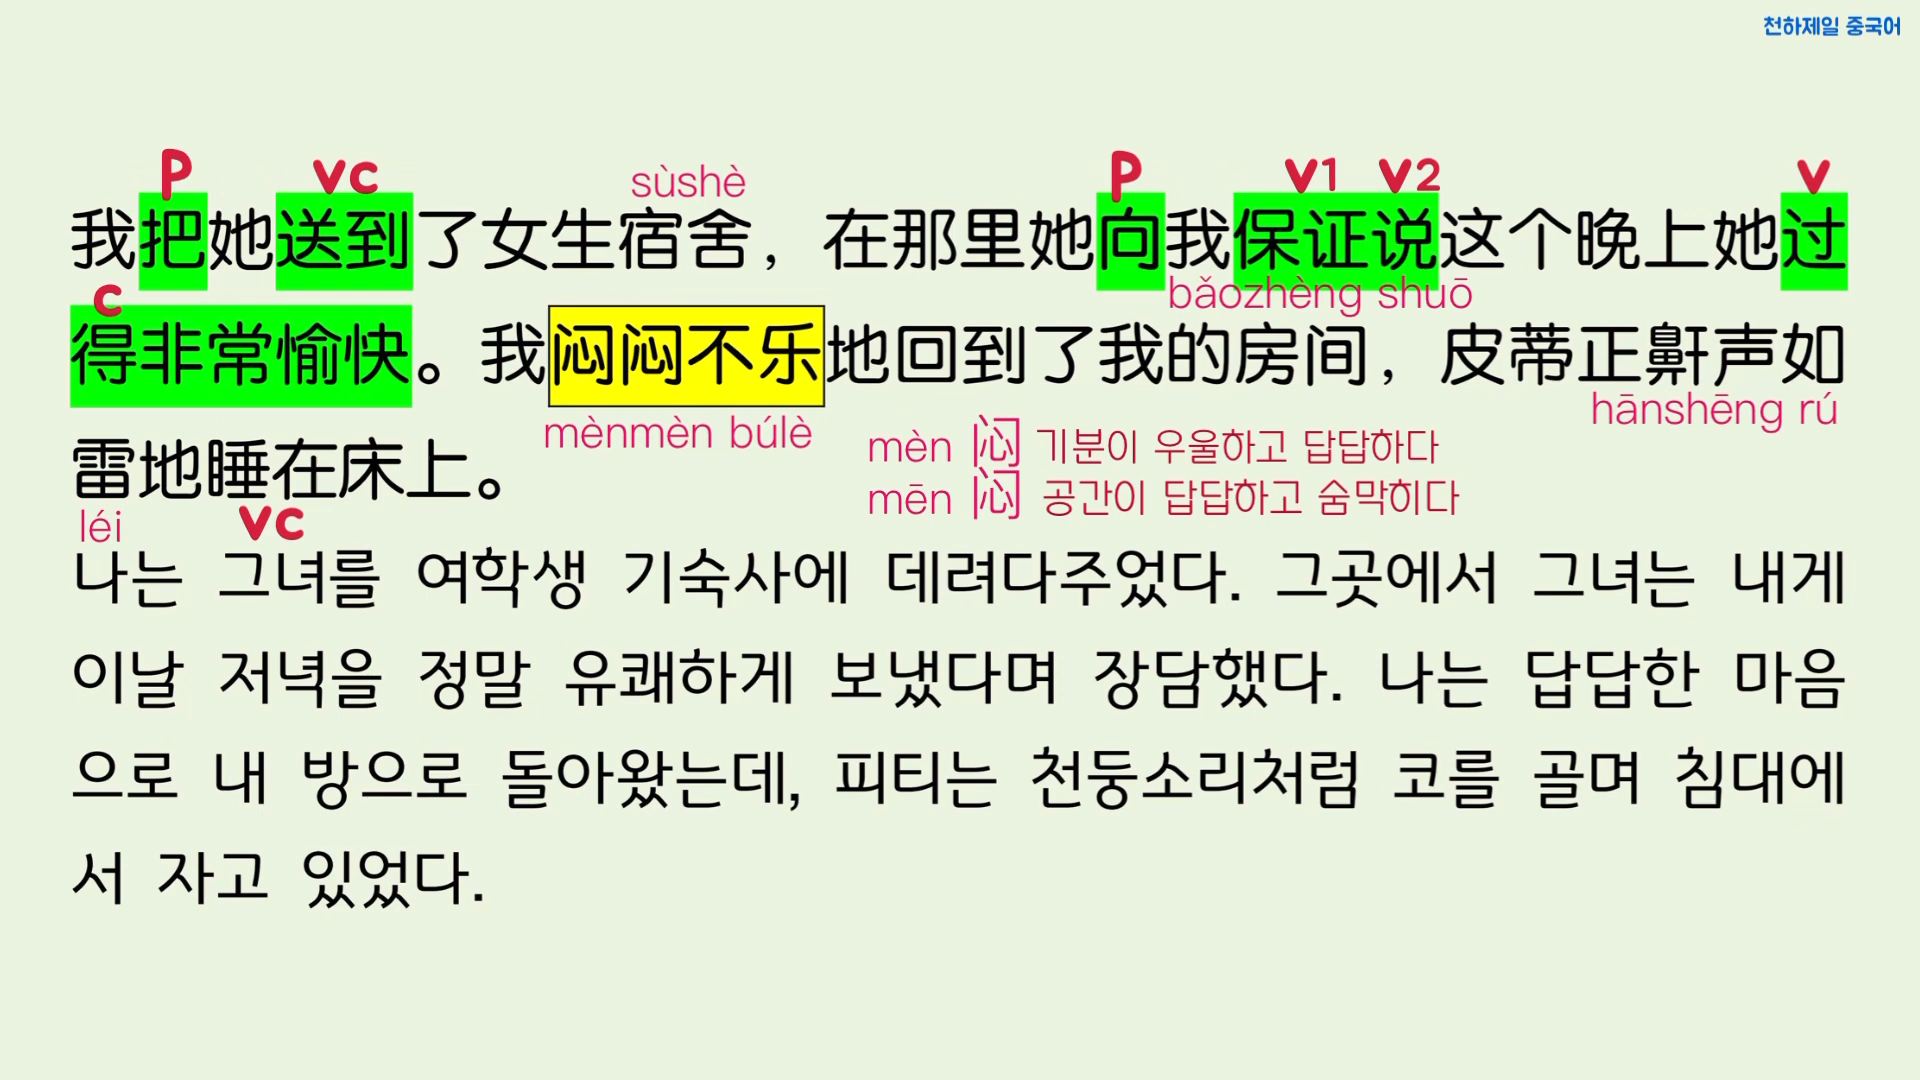 천하제일 중국어
P vc sùshè P v1 v2 v
我把她送到了女生宿舍，在那里她向我保证说这个晚上她过
c bǎozhèng shuō
得非常愉快。我闷闷不乐地回到了我的房间，皮蒂正鼾声如
mènmèn búlè mèn 闷 기분이 우울하고 답답하다 hānshēng rú
雷地睡在床上。 mēn 闷 공간이 답답하고 숨막히다
léi vc
나는 그녀를 여학생 기숙사에 데려다주었다. 그곳에서 그녀는 내게
이날 저녁을 정말 유쾌하게 보냈다며 장담했다. 나는 답답한 마음
으로 내 방으로 돌아왔는데, 피티는 천둥소리처럼 코를 골며 침대에
서 자고 있었다.